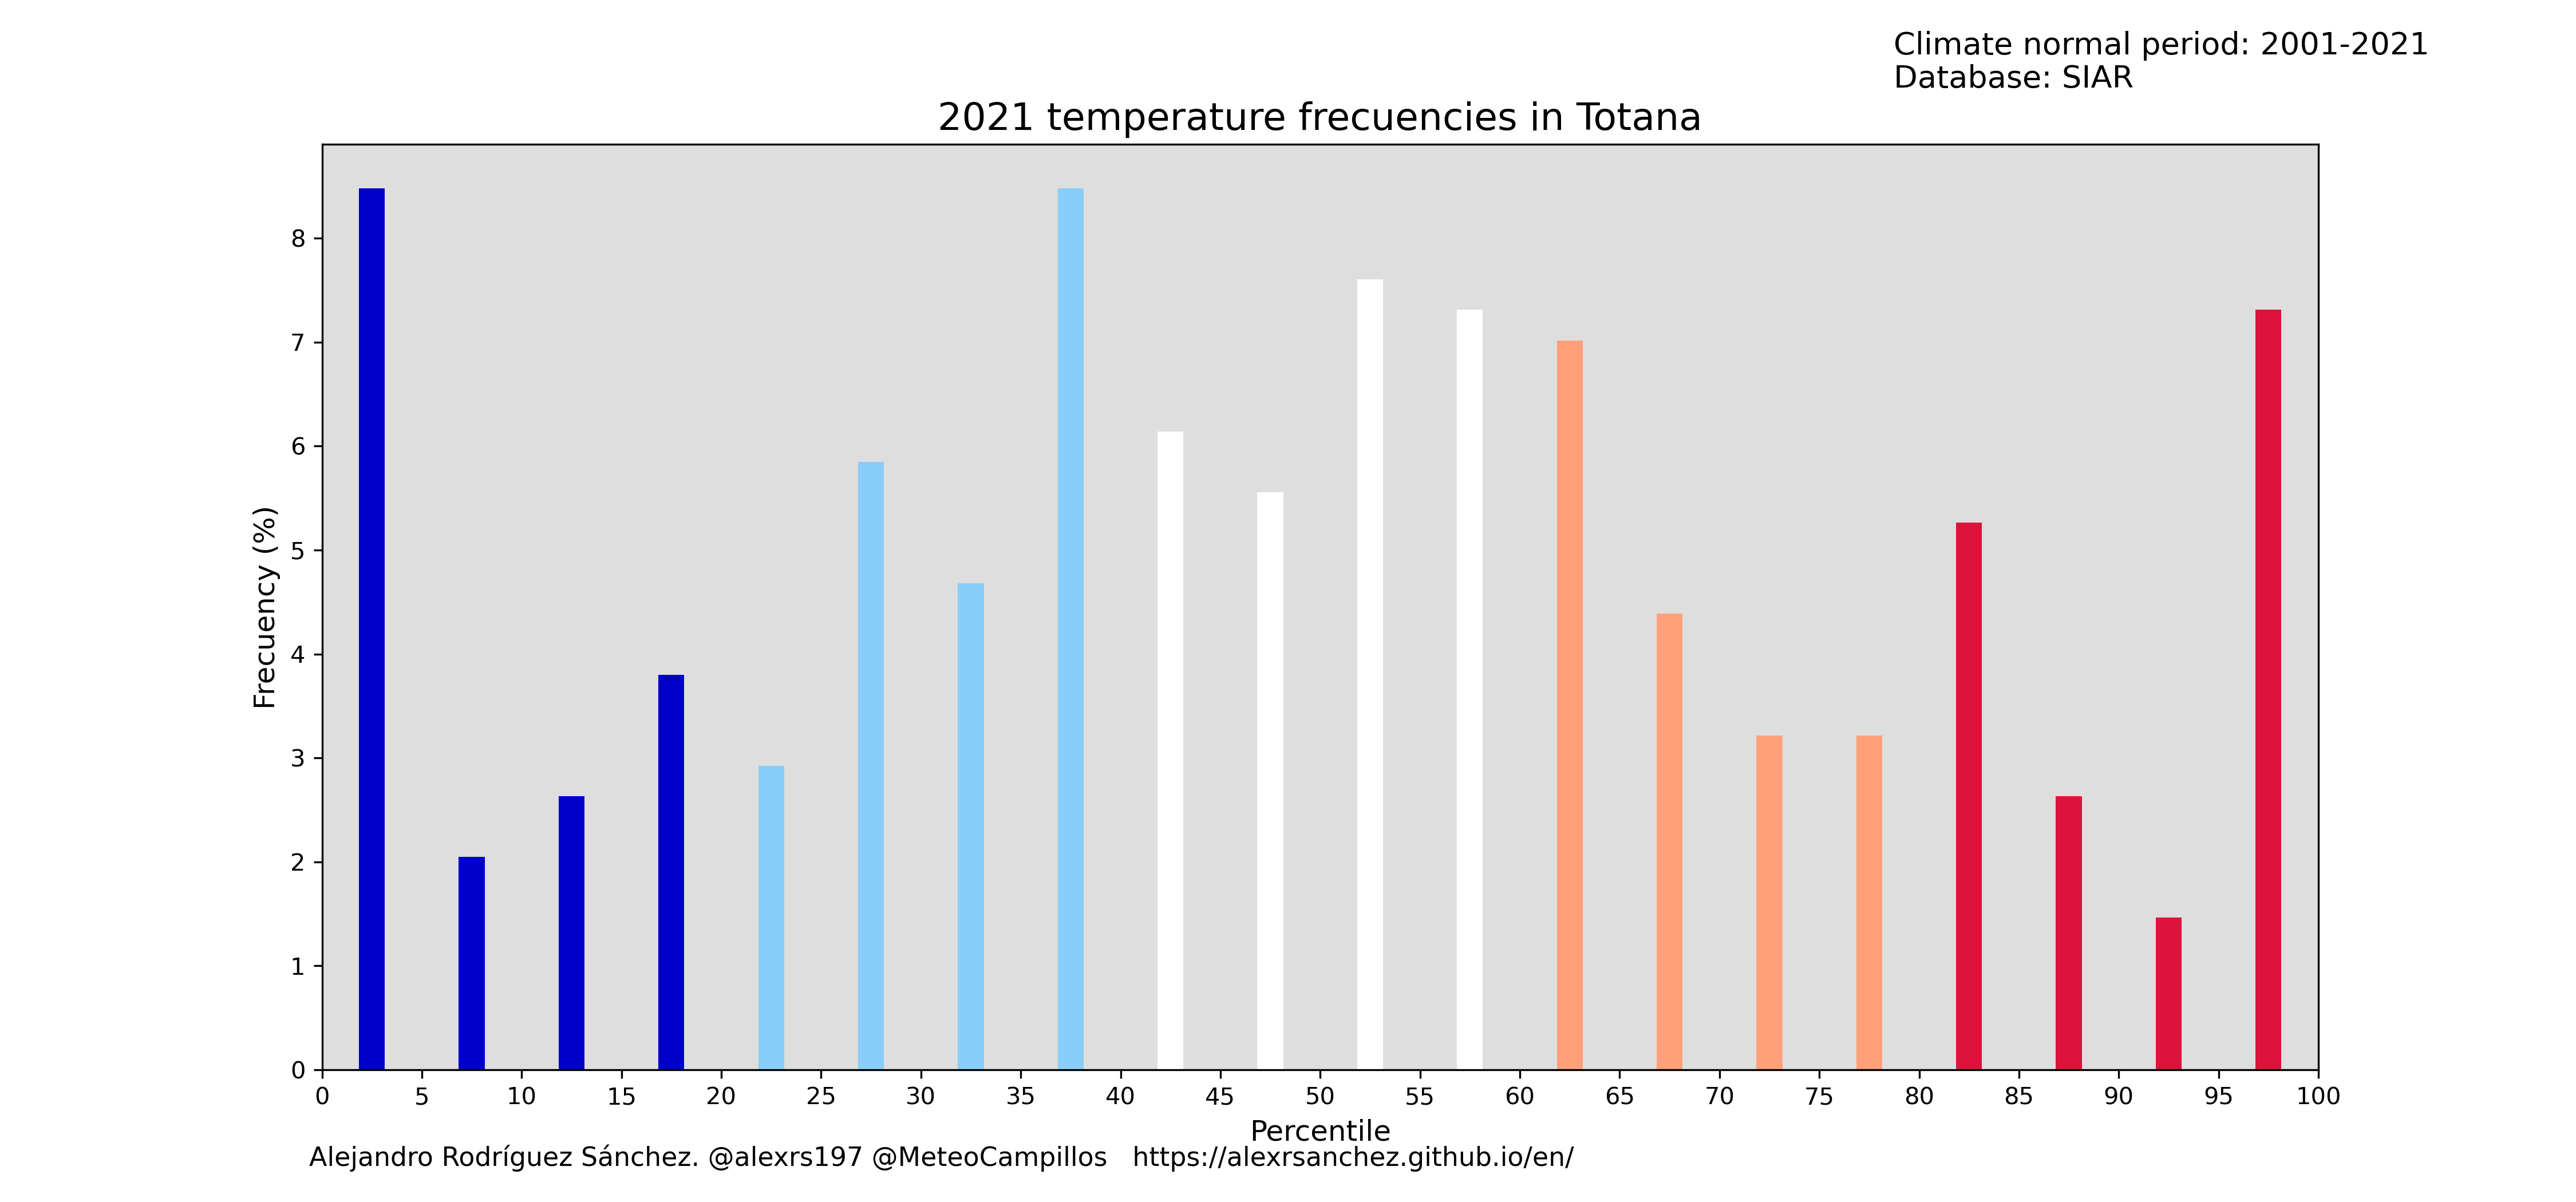 Climate normal period: 2001-2021
Database: SIAR
2021 temperature frecuencies in Totana
Frecuency (%)
8
7
6
5
4
3
2
1
0
0 5 10 15 20 25 30 35 40 45 50 55 60 65 70 75 80 85 90 95 100
Percentile
Alejandro Rodríguez Sánchez. @alexrs197 @MeteoCampillos https://alexrsanchez.github.io/en/